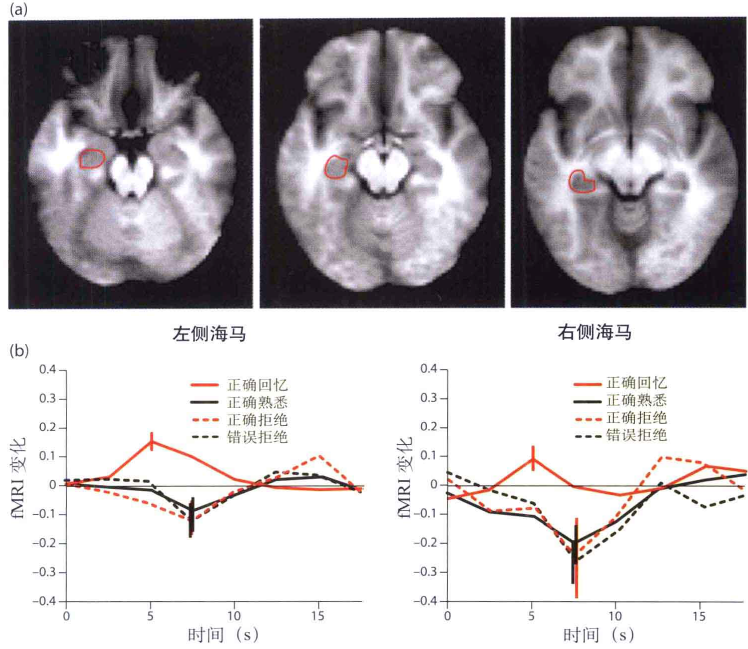 (a)
左侧海马
右侧海马
(b)
0.4
0.3
0.2
0.1
0
−0.1
−0.2
−0.3
−0.4
fMRI 变化
正确回忆
正确熟悉
正确拒绝
错误拒绝
0
5
10
15
时间（s）
0.4
0.3
0.2
0.1
0
−0.1
−0.2
−0.3
−0.4
fMRI 变化
正确回忆
正确熟悉
正确拒绝
错误拒绝
0
5
10
15
时间（s）